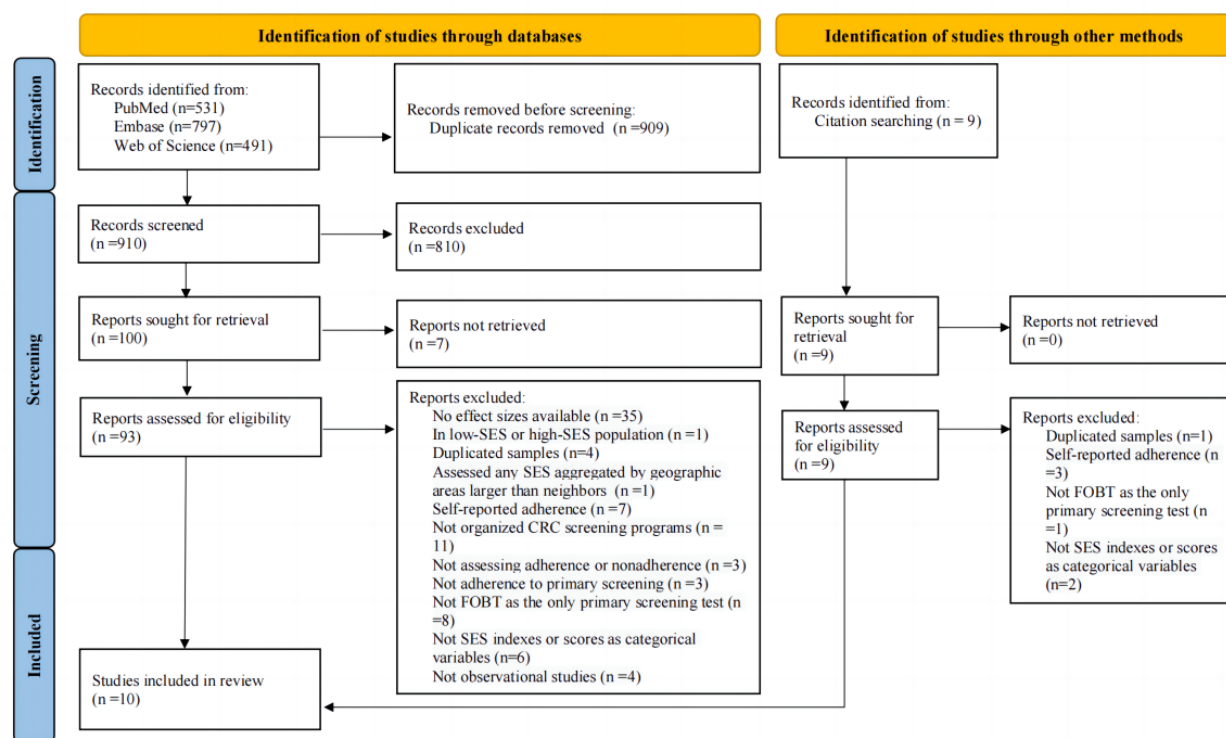 Identification of studies through databases
Identification of studies through other methods
Identification
Records identified from:
PubMed (n=531)
Embase (n=797)
Web of Science (n=491)
Records removed before screening:
Duplicate records removed (n =909)
Records identified from:
Citation searching (n = 9)
Screening
Records screened
(n =910)
Records excluded
(n =810)
Reports sought for retrieval
(n =100)
Reports not retrieved
(n =7)
Reports sought for
retrieval
(n =9)
Reports not retrieved
(n =0)
Reports assessed for eligibility
(n =93)
Reports excluded:
No effect sizes available (n =35)
In low-SES or high-SES population (n =1)
Duplicated samples (n=4)
Assessed any SES aggregated by geographic
areas larger than neighbors (n =1)
Self-reported adherence (n =7)
Not organized CRC screening programs (n =
11)
Not assessing adherence or nonadherence (n =3)
Not adherence to primary screening (n =3)
Not FOBT as the only primary screening test (n
=8)
Not SES indexes or scores as categorical
variables (n=6)
Not observational studies (n =4)
Reports assessed
for eligibility
(n =9)
Reports excluded:
Duplicated samples (n=1)
Self-reported adherence (n
=3)
Not FOBT as the only
primary screening test (n
=1)
Not SES indexes or scores
as categorical variables
(n=2)
Included
Studies included in review
(n =10)